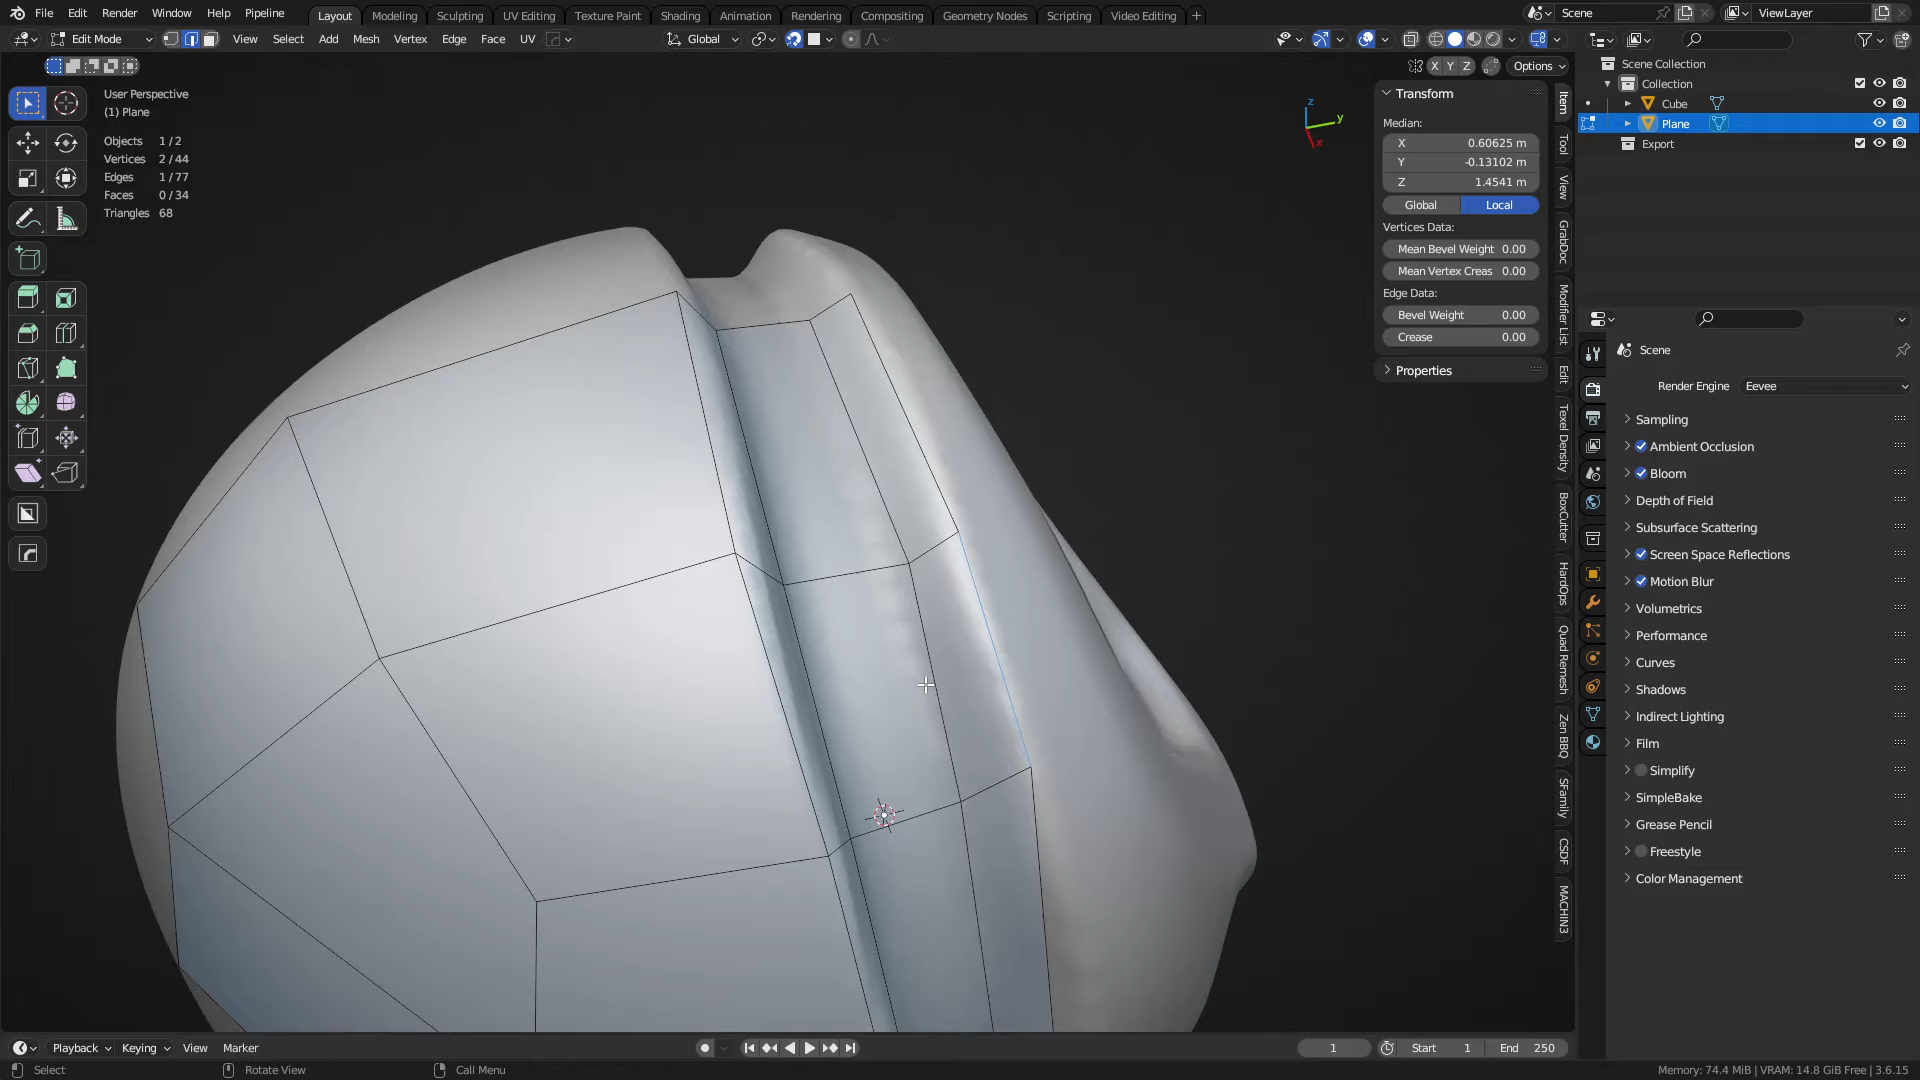 File Edit Render Window Help Pipeline Layout Modeling Sculpting UV Editing Texture Paint Shading Animation Rendering Compositing Geometry Nodes Scripting Video Editing + Scene ViewLayer
Edit Mode View Select Add Mesh Vertex Edge Face UV Global
X Y Z Options
User Perspective
(1) Plane
Objects 1/2
Vertices 2/44
Edges 1/77
Faces 0/34
Triangles 68
z
y
x
Transform
Median:
X 0.60625 m
Y -0.13102 m
Z 1.4541 m
Global Local
Vertices Data:
Mean Bevel Weight 0.00
Mean Vertex Creas 0.00
Edge Data:
Bevel Weight 0.00
Crease 0.00
Properties
Item
Tool
View
GrabDoc
Modifier List
Edit
Texel Density
BoxCutter
HardOps
Quad Remesh
Zen BBQ
SFamily
CSDF
MACHIN3
Scene Collection
Collection
Cube
Plane
Export
Scene
Render Engine Eevee
Sampling
Ambient Occlusion
Bloom
Depth of Field
Subsurface Scattering
Screen Space Reflections
Motion Blur
Volumetrics
Performance
Curves
Shadows
Indirect Lighting
Film
Simplify
SimpleBake
Grease Pencil
Freestyle
Color Management
Playback Keying View Marker 1 Start 1 End 250
Select Rotate View Call Menu Memory: 74.4 MiB | VRAM: 14.8 GiB Free | 3.6.15